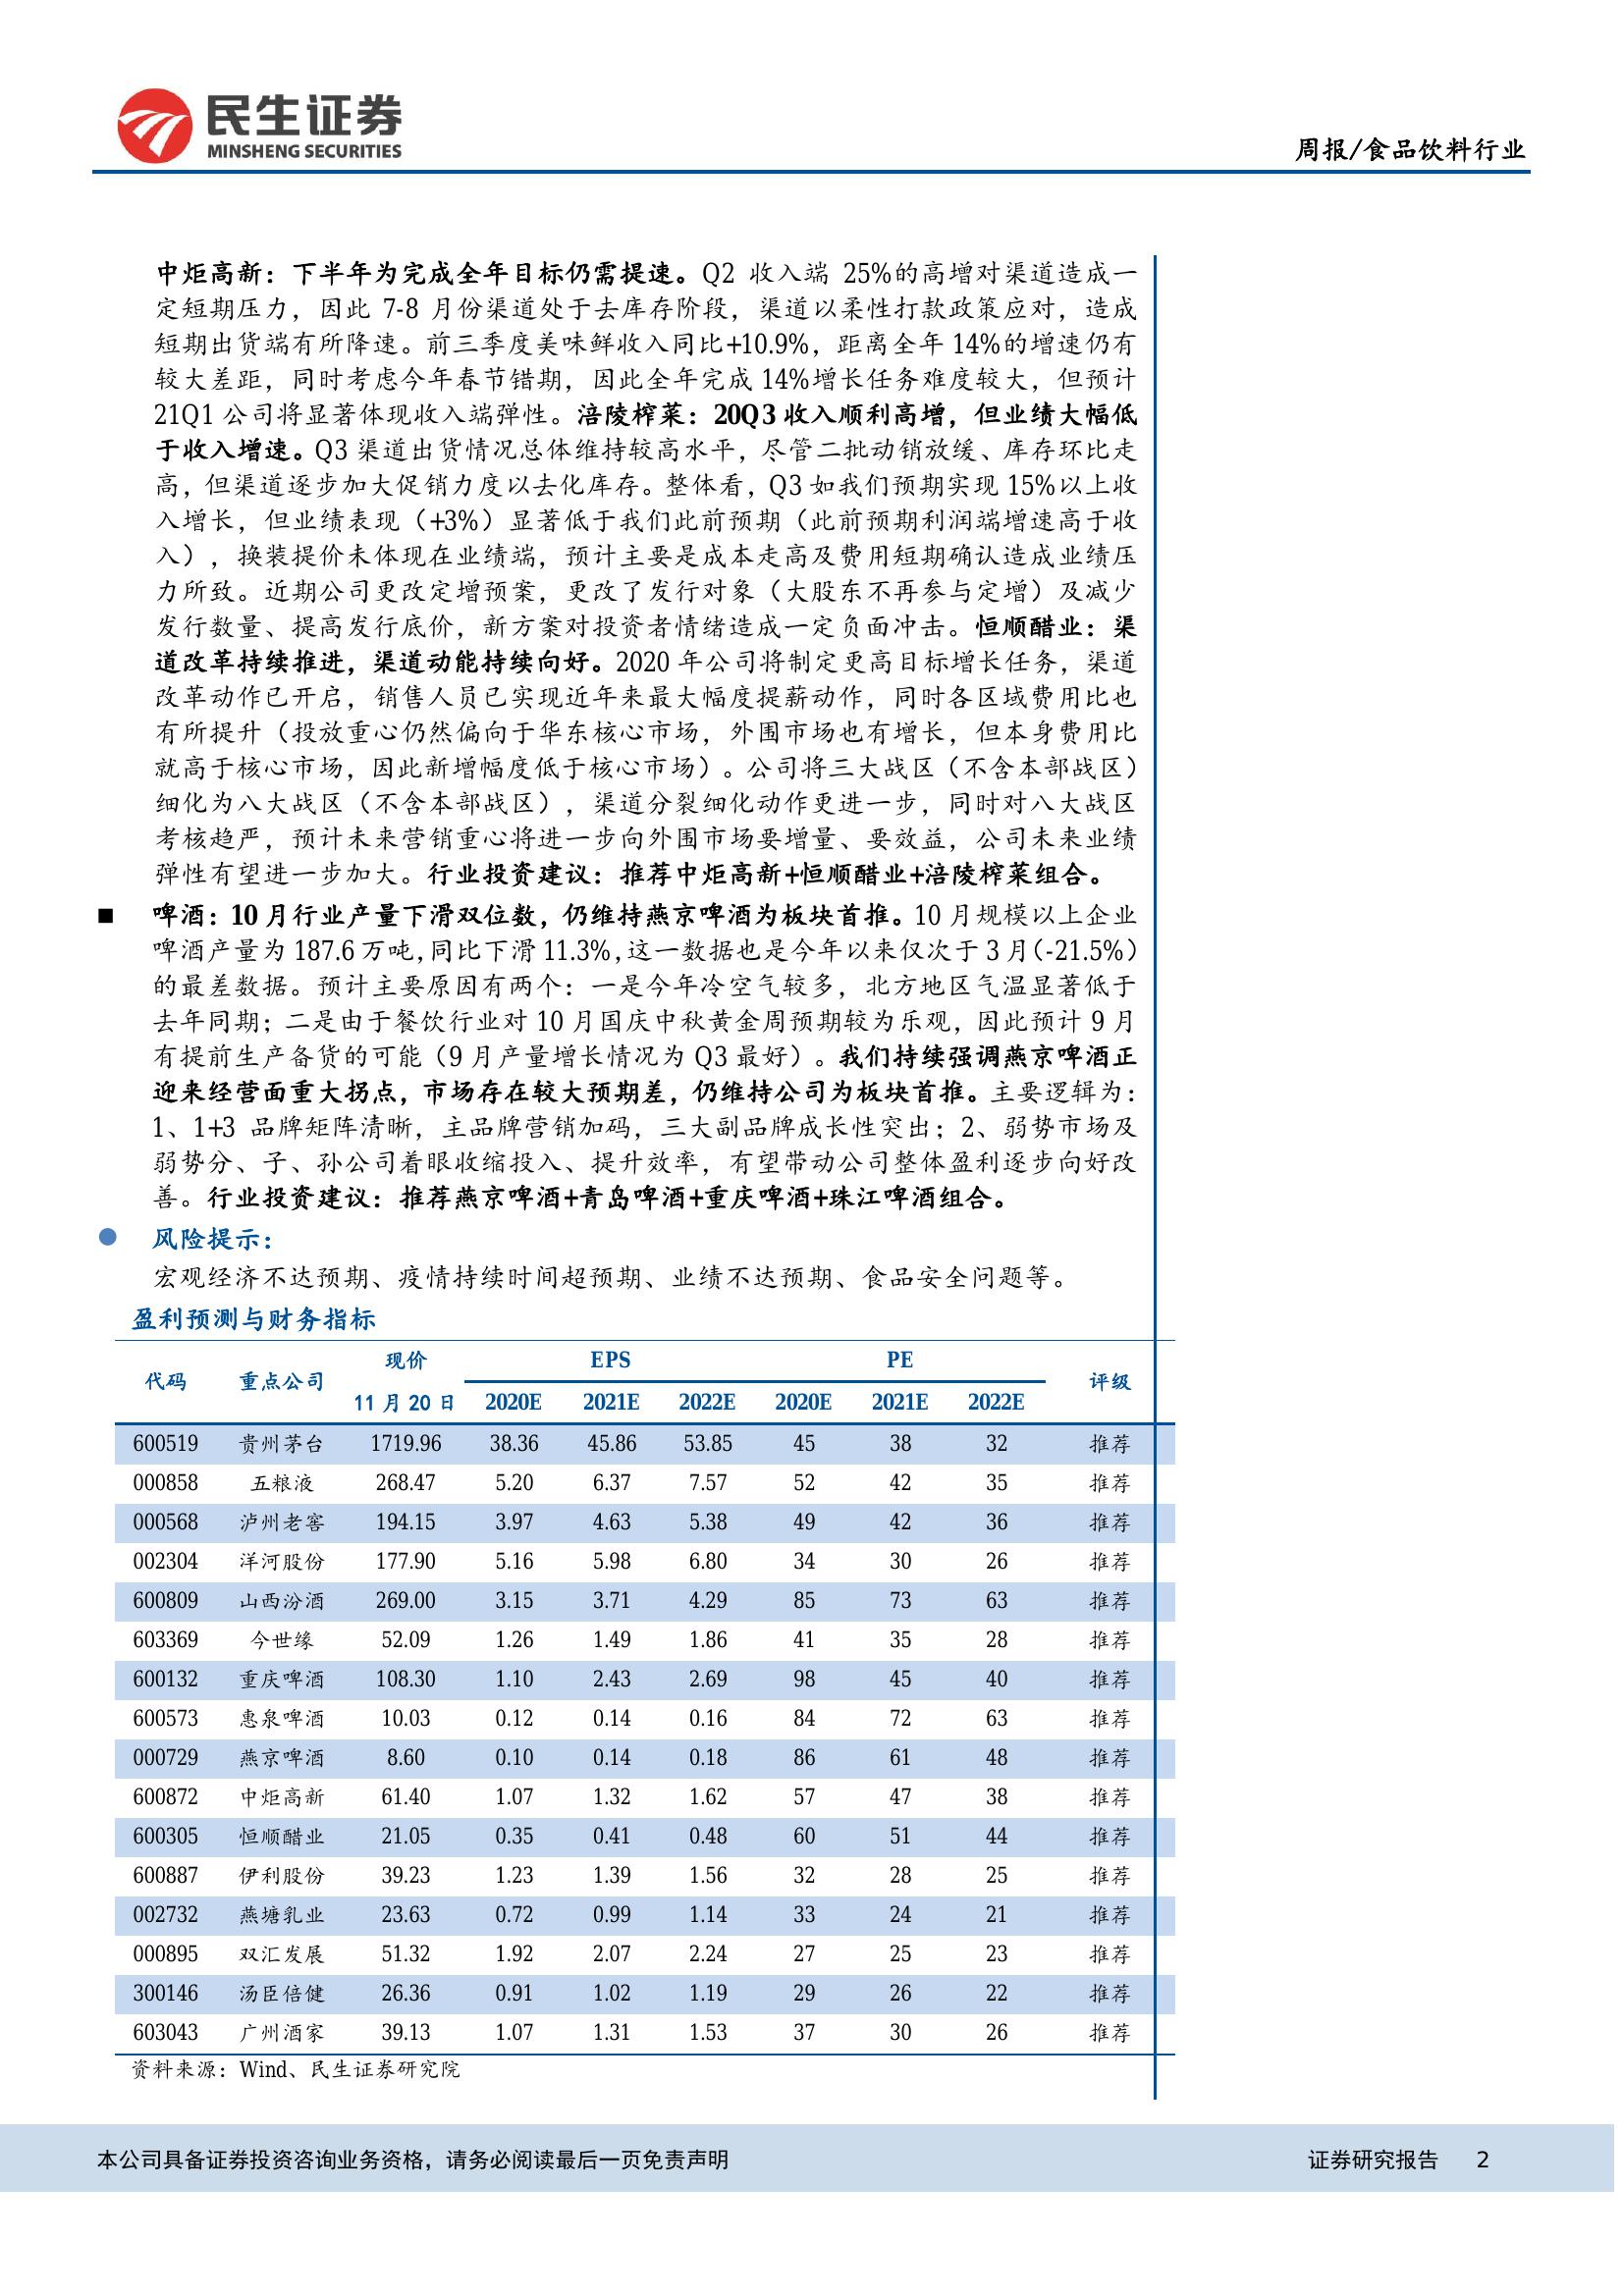 民生证券
MINSHENG SECURITIES
周报/食品饮料行业
中炬高新：下半年为完成全年目标仍需提速。Q2 收入端 25%的高增对渠道造成一
定短期压力，因此 7-8 月份渠道处于去库存阶段，渠道以柔性打款政策应对，造成
短期出货端有所降速。前三季度美味鲜收入同比+10.9%，距离全年 14%的增速仍有
较大差距，同时考虑今年春节错期，因此全年完成 14%增长任务难度较大，但预计
21Q1 公司将显著体现收入端弹性。涪陵榨菜：20Q3 收入顺利高增，但业绩大幅低
于收入增速。Q3 渠道出货情况总体维持较高水平，尽管二批动销放缓、库存环比走
高，但渠道逐步加大促销力度以去化库存。整体看，Q3 如我们预期实现 15%以上收
入增长，但业绩表现（+3%）显著低于我们此前预期（此前预期利润端增速高于收
入），换装提价未体现在业绩端，预计主要是成本走高及费用短期确认造成业绩压
力所致。近期公司更改定增预案，更改了发行对象（大股东不再参与定增）及减少
发行数量、提高发行底价，新方案对投资者情绪造成一定负面冲击。恒顺醋业：渠
道改革持续推进，渠道动能持续向好。2020 年公司将制定更高目标增长任务，渠道
改革动作已开启，销售人员已实现近年来最大幅度提薪动作，同时各区域费用比也
有所提升（投放重心仍然偏向于华东核心市场，外围市场也有增长，但本身费用比
就高于核心市场，因此新增幅度低于核心市场）。公司将三大战区（不含本部战区）
细化为八大战区（不含本部战区），渠道分裂细化动作更进一步，同时对八大战区
考核趋严，预计未来营销重心将进一步向外围市场要增量、要效益，公司未来业绩
弹性有望进一步加大。行业投资建议：推荐中炬高新+恒顺醋业+涪陵榨菜组合。
■ 啤酒：10 月行业产量下滑双位数，仍维持燕京啤酒为板块首推。10 月规模以上企业
啤酒产量为 187.6 万吨,同比下滑 11.3%,这一数据也是今年以来仅次于 3 月(-21.5%)
的最差数据。预计主要原因有两个：一是今年冷空气较多，北方地区气温显著低于
去年同期；二是由于餐饮行业对 10 月国庆中秋黄金周预期较为乐观，因此预计 9 月
有提前生产备货的可能（9 月产量增长情况为 Q3 最好）。我们持续强调燕京啤酒正
迎来经营面重大拐点，市场存在较大预期差，仍维持公司为板块首推。主要逻辑为：
1、1+3 品牌矩阵清晰，主品牌营销加码，三大副品牌成长性突出；2、弱势市场及
弱势分、子、孙公司着眼收缩投入、提升效率，有望带动公司整体盈利逐步向好改
善。行业投资建议：推荐燕京啤酒+青岛啤酒+重庆啤酒+珠江啤酒组合。
● 风险提示：
宏观经济不达预期、疫情持续时间超预期、业绩不达预期、食品安全问题等。
盈利预测与财务指标
代码 重点公司 现价 EPS PE 评级
11 月 20 日 2020E 2021E 2022E 2020E 2021E 2022E
600519 贵州茅台 1719.96 38.36 45.86 53.85 45 38 32 推荐
000858 五粮液 268.47 5.20 6.37 7.57 52 42 35 推荐
000568 泸州老窖 194.15 3.97 4.63 5.38 49 42 36 推荐
002304 洋河股份 177.90 5.16 5.98 6.80 34 30 26 推荐
600809 山西汾酒 269.00 3.15 3.71 4.29 85 73 63 推荐
603369 今世缘 52.09 1.26 1.49 1.86 41 35 28 推荐
600132 重庆啤酒 108.30 1.10 2.43 2.69 98 45 40 推荐
600573 惠泉啤酒 10.03 0.12 0.14 0.16 84 72 63 推荐
000729 燕京啤酒 8.60 0.10 0.14 0.18 86 61 48 推荐
600872 中炬高新 61.40 1.07 1.32 1.62 57 47 38 推荐
600305 恒顺醋业 21.05 0.35 0.41 0.48 60 51 44 推荐
600887 伊利股份 39.23 1.23 1.39 1.56 32 28 25 推荐
002732 燕塘乳业 23.63 0.72 0.99 1.14 33 24 21 推荐
000895 双汇发展 51.32 1.92 2.07 2.24 27 25 23 推荐
300146 汤臣倍健 26.36 0.91 1.02 1.19 29 26 22 推荐
603043 广州酒家 39.13 1.07 1.31 1.53 37 30 26 推荐
资料来源：Wind、民生证券研究院
本公司具备证券投资咨询业务资格，请务必阅读最后一页免责声明 证券研究报告 2